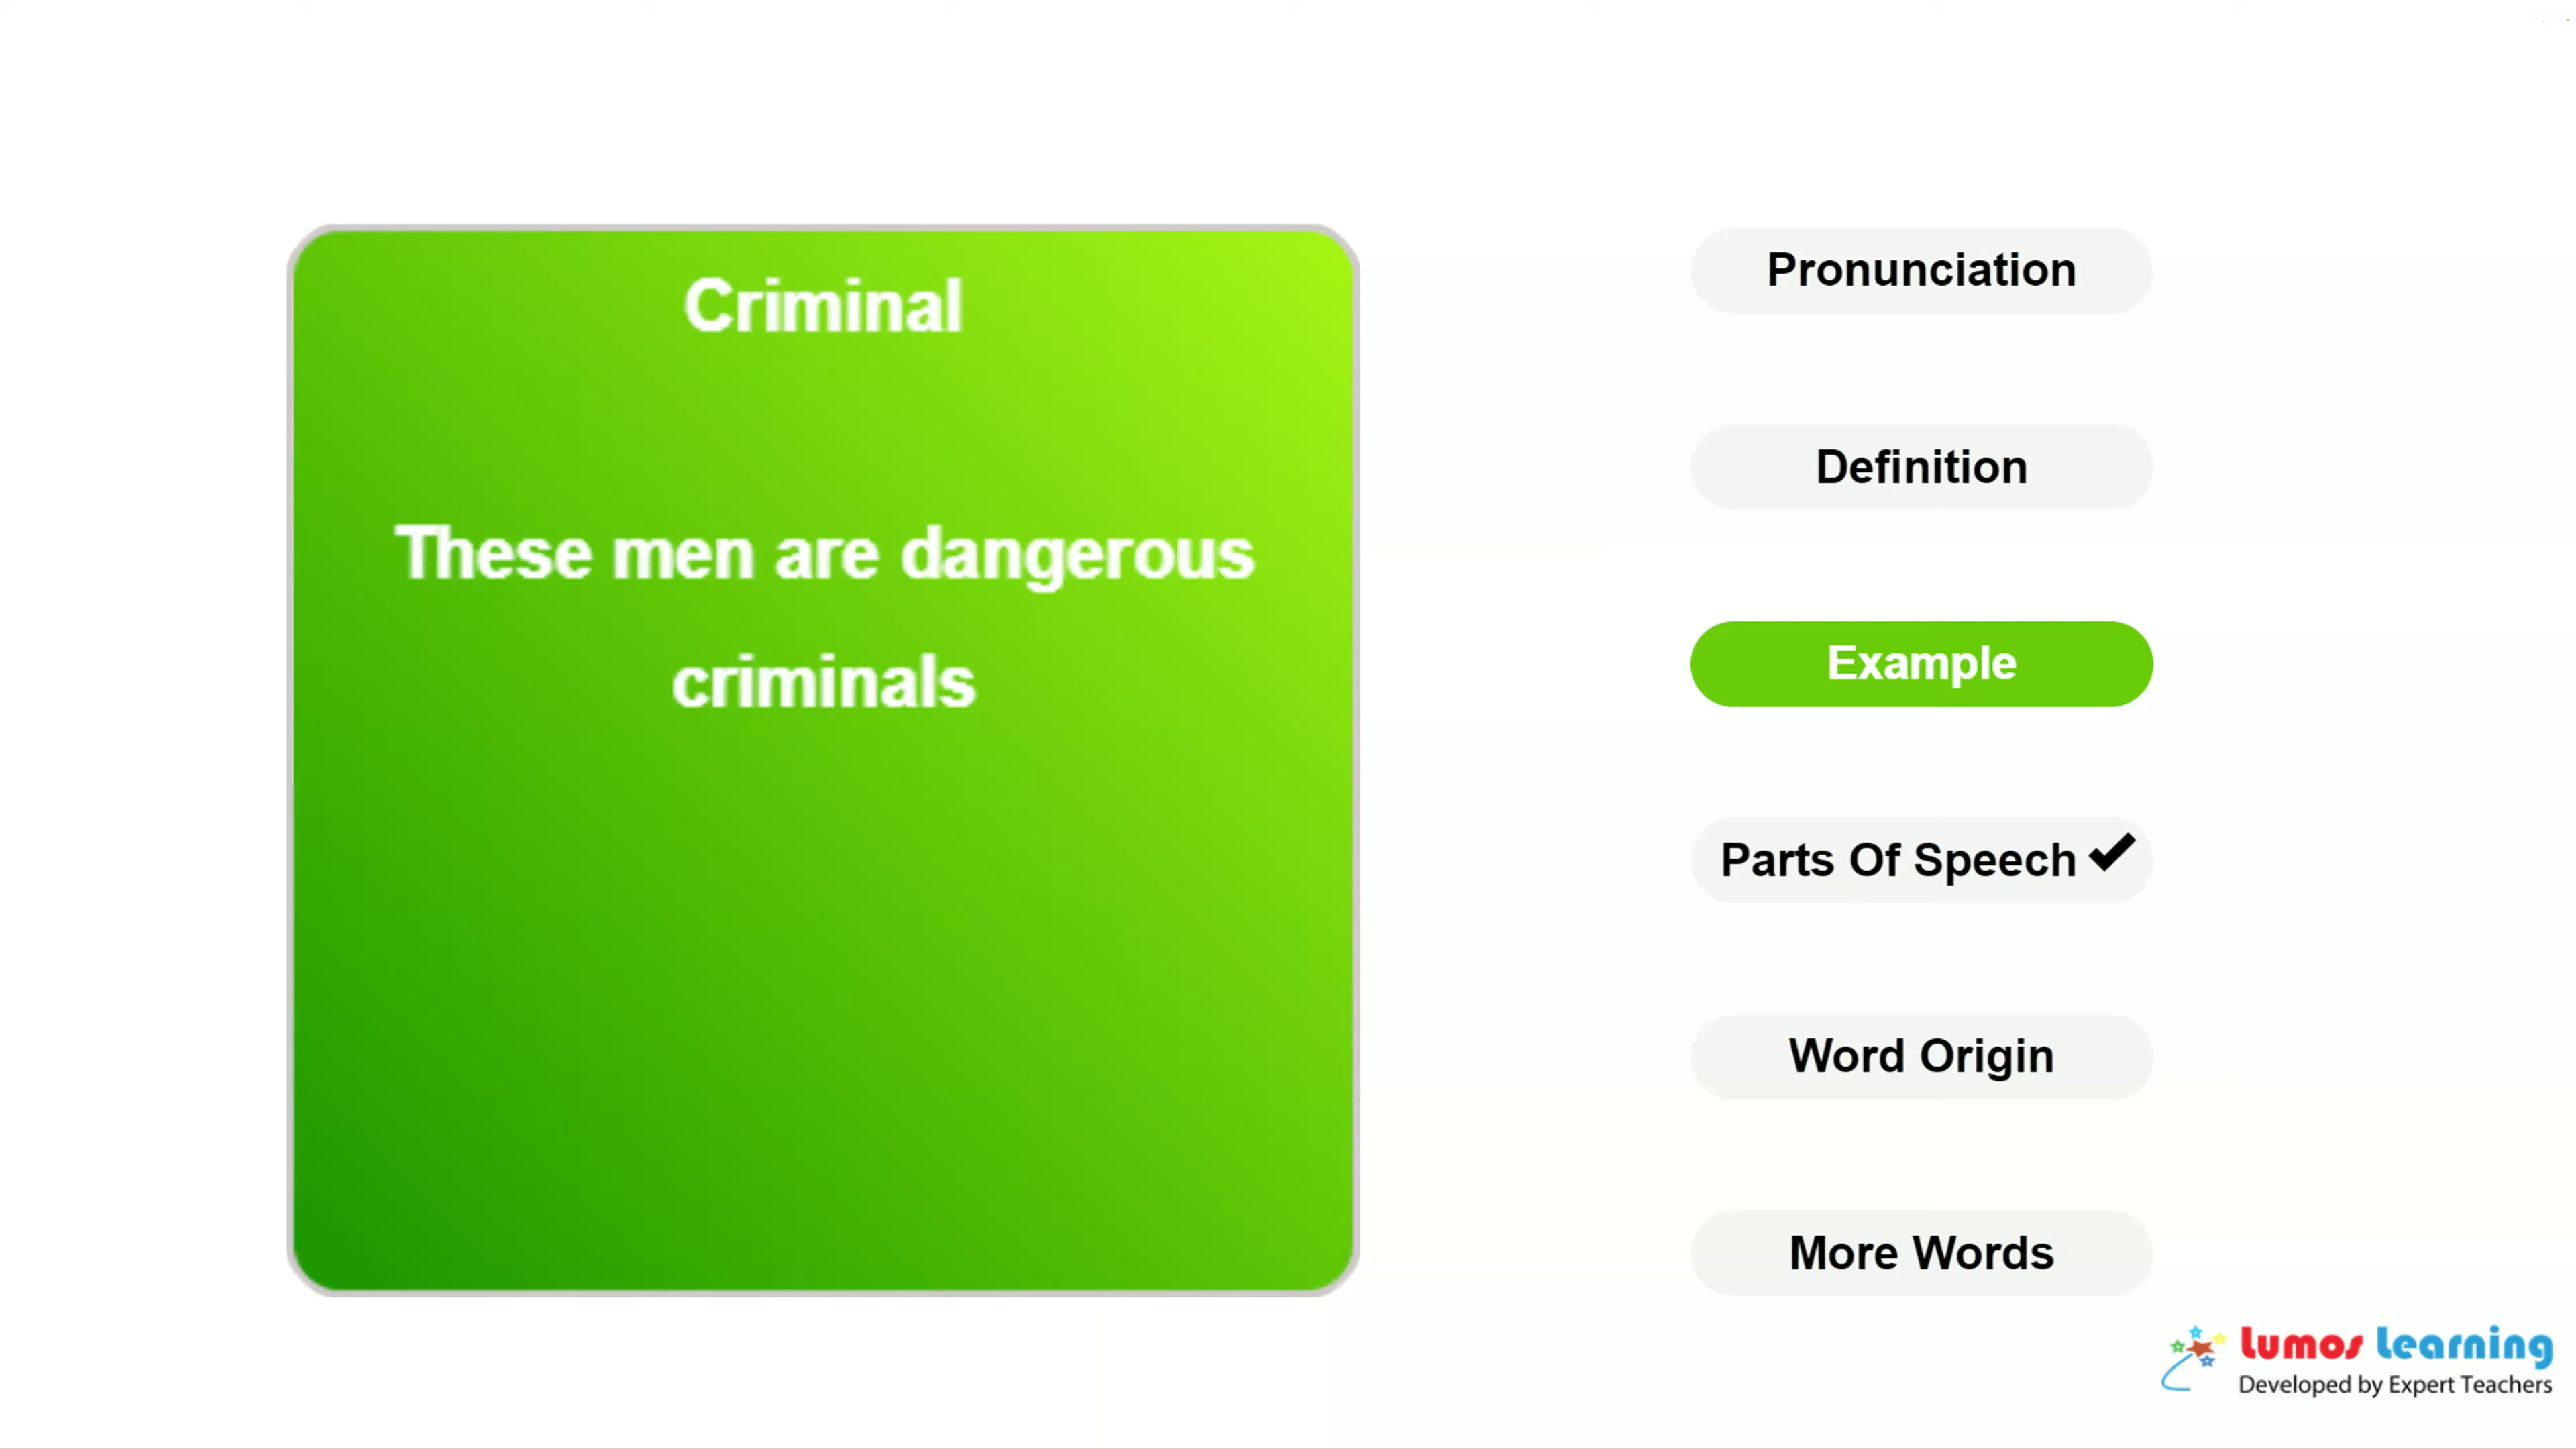 Criminal
These men are dangerous
criminals
Pronunciation
Definition
Example
Parts Of Speech
Word Origin
More Words
Lumos Learning
Developed by Expert Teachers